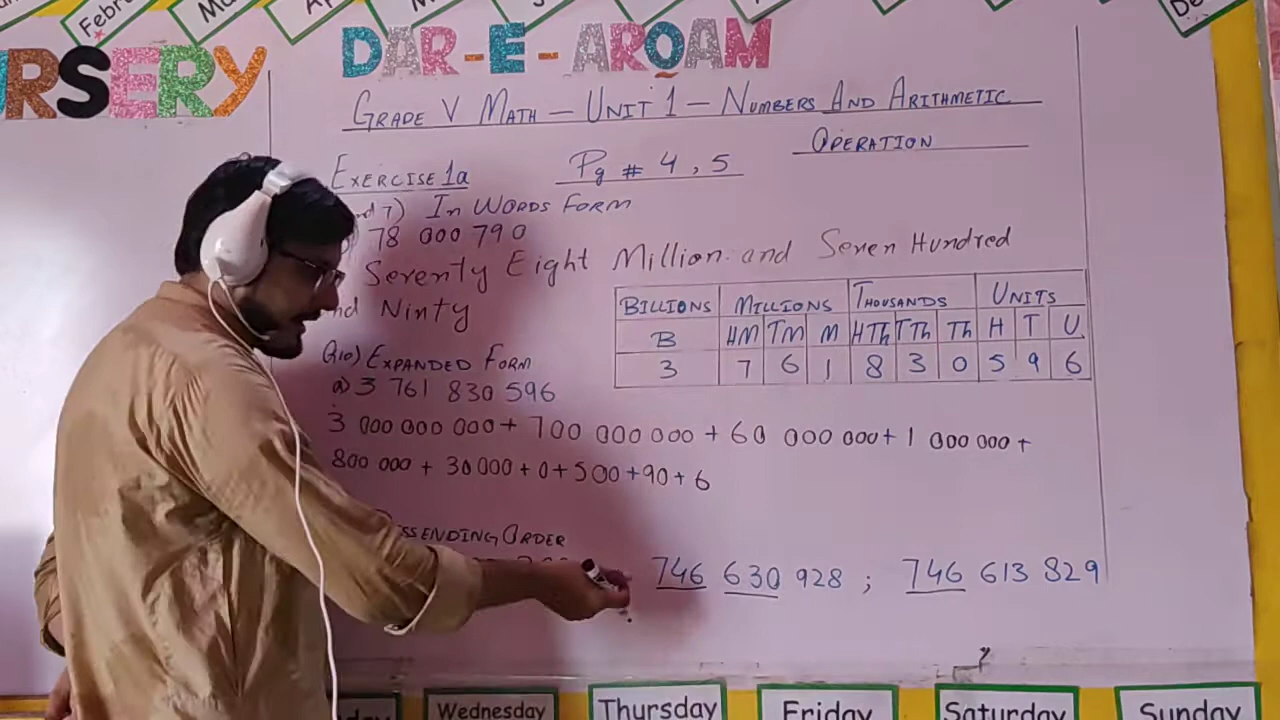 RSERY
DAR-E-ARQAM
GRADE V MATH - UNIT 1 - NUMBERS AND ARITHMETIC
OPERATION
EXERCISE 1a Pg # 4, 5
7) IN WORDS FORM
78 000 790
Seventy Eight Million and Seven Hundred
nd Ninty
BILLIONS MILLIONS THOUSANDS UNITS
B HM TM M HTh TTh Th H T U
3 7 6 1 8 3 0 5 9 6
Q10) EXPANDED FORM
a) 3 761 830 596
3 000 000 000 + 700 000 000 + 60 000 000 + 1 000 000 +
800 000 + 30 000 + 0 + 500 + 90 + 6
ISSENDING ORDER
746 630 928 ; 746 613 829
Wednesday Thursday Friday Saturday Sunday